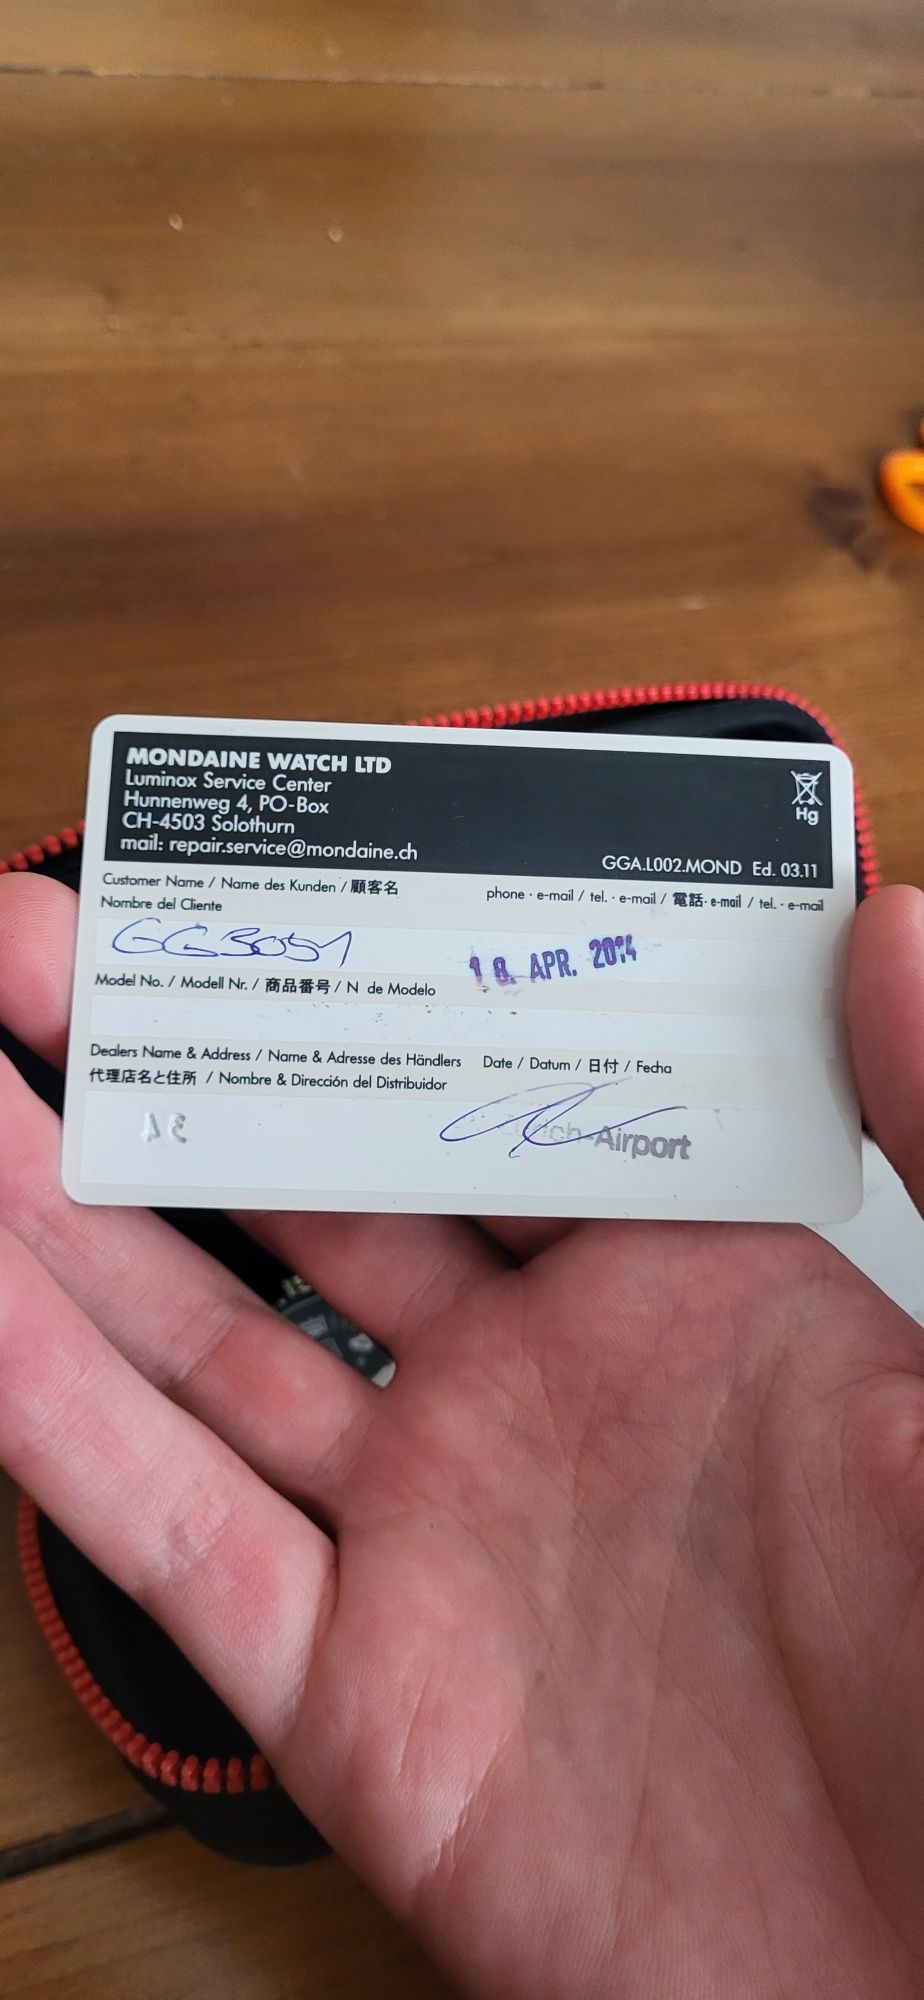 MONDAINE WATCH LTD
Luminox Service Center
Hunnenweg 4, PO-Box
CH-4503 Solothurn
mail: repair.service@mondaine.ch
GGA.L002.MOND Ed. 03.11
Hg
Customer Name / Name des Kunden / 顧客名
Nombre del Cliente
phone · e-mail / tel. · e-mail / 電話· e-mail / tel. · e-mail
18. APR. 2014
Model No. / Modell Nr. / 商品番号 / N de Modelo
Dealers Name & Address / Name & Adresse des Händlers
代理店名と住所 / Nombre & Dirección del Distribuidor
Date / Datum / 日付 / Fecha
-Airport